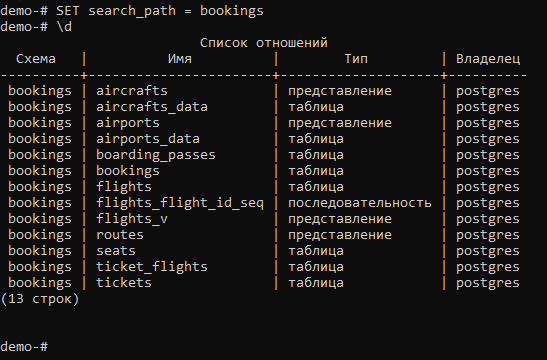 demo-# SET search_path = bookings
demo-# \d
Список отношений
Схема | Имя | Тип | Владелец
----------+-----------------------+--------------------+----------
bookings | aircrafts | представление | postgres
bookings | aircrafts_data | таблица | postgres
bookings | airports | представление | postgres
bookings | airports_data | таблица | postgres
bookings | boarding_passes | таблица | postgres
bookings | bookings | таблица | postgres
bookings | flights | таблица | postgres
bookings | flights_flight_id_seq | последовательность | postgres
bookings | flights_v | представление | postgres
bookings | routes | представление | postgres
bookings | seats | таблица | postgres
bookings | ticket_flights | таблица | postgres
bookings | tickets | таблица | postgres
(13 строк)
demo-#